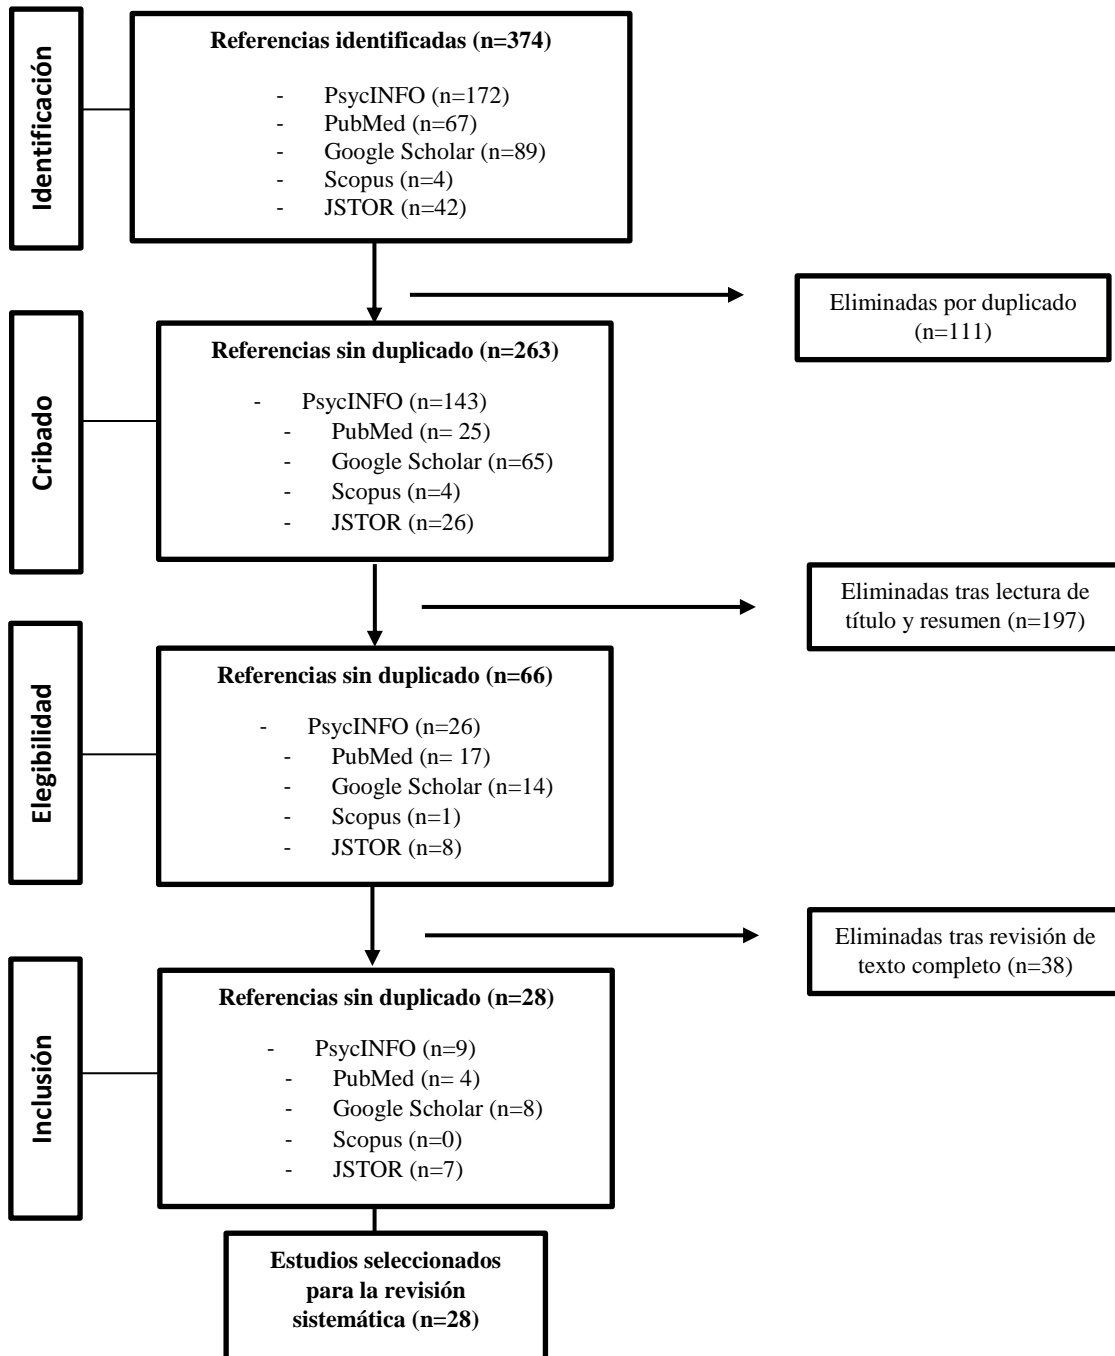 Identificación
Referencias identificadas (n=374)
- PsycINFO (n=172)
- PubMed (n=67)
- Google Scholar (n=89)
- Scopus (n=4)
- JSTOR (n=42)
Eliminadas por duplicado
(n=111)
Cribado
Referencias sin duplicado (n=263)
- PsycINFO (n=143)
- PubMed (n= 25)
- Google Scholar (n=65)
- Scopus (n=4)
- JSTOR (n=26)
Eliminadas tras lectura de
título y resumen (n=197)
Elegibilidad
Referencias sin duplicado (n=66)
- PsycINFO (n=26)
- PubMed (n= 17)
- Google Scholar (n=14)
- Scopus (n=1)
- JSTOR (n=8)
Eliminadas tras revisión de
texto completo (n=38)
Inclusión
Referencias sin duplicado (n=28)
- PsycINFO (n=9)
- PubMed (n= 4)
- Google Scholar (n=8)
- Scopus (n=0)
- JSTOR (n=7)
Estudios seleccionados
para la revisión
sistemática (n=28)